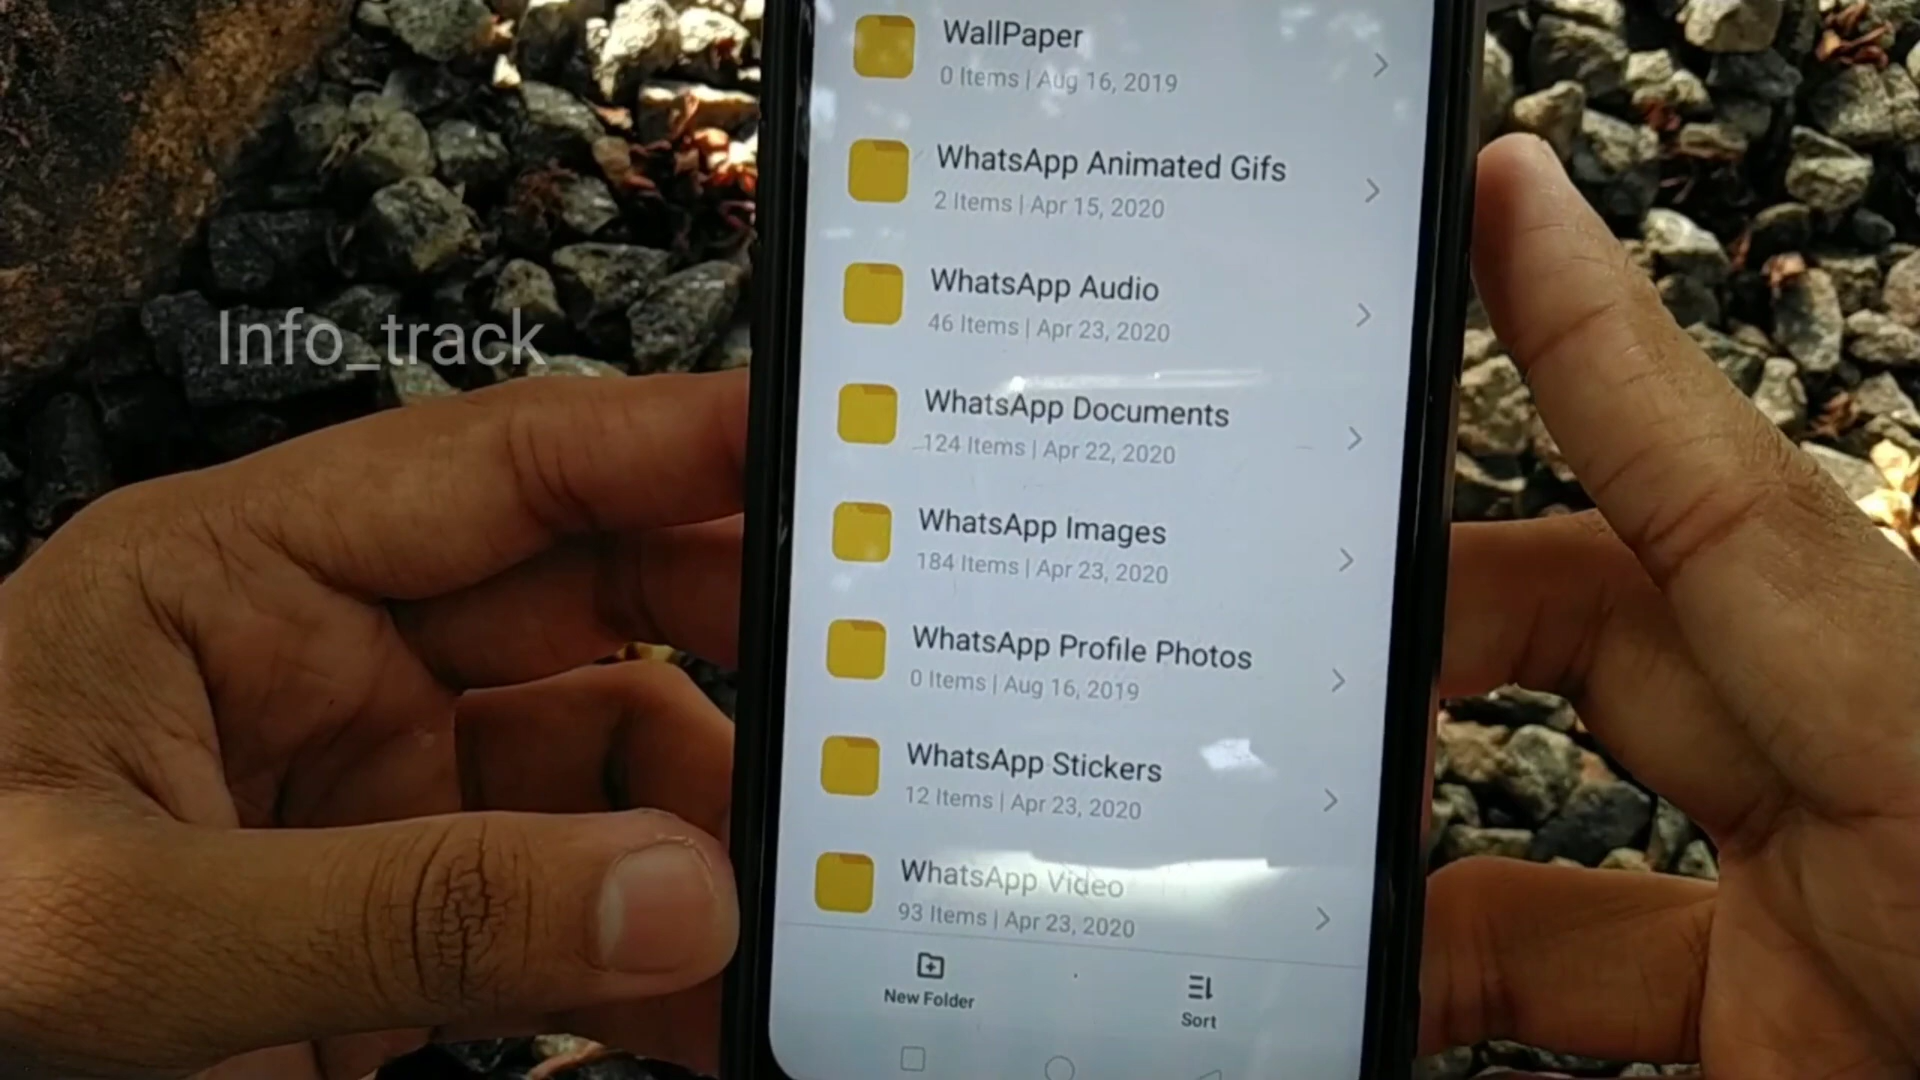 WallPaper
0 Items | Aug 16, 2019
WhatsApp Animated Gifs
2 Items | Apr 15, 2020
WhatsApp Audio
46 Items | Apr 23, 2020
Info_track
WhatsApp Documents
124 Items | Apr 22, 2020
WhatsApp Images
184 Items | Apr 23, 2020
WhatsApp Profile Photos
0 Items | Aug 16, 2019
WhatsApp Stickers
12 Items | Apr 23, 2020
WhatsApp Video
93 Items | Apr 23, 2020
New Folder
Sort